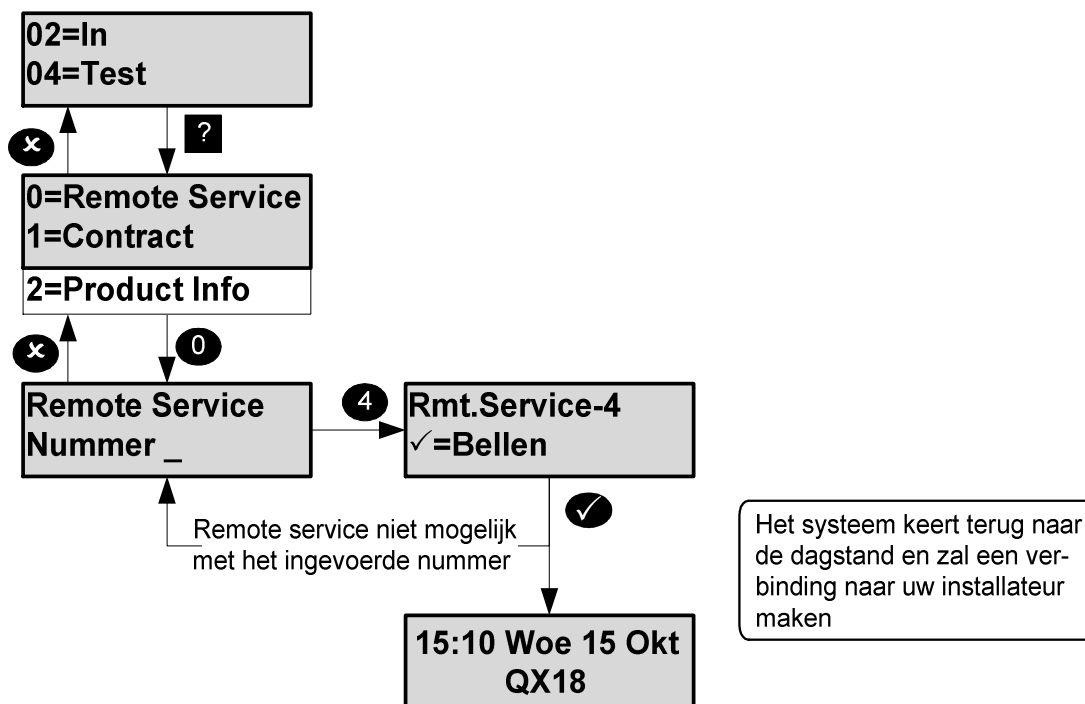 02=In
04=Test
?
0=Remote Service
1=Contract
2=Product Info
0
Remote Service
Nummer _
4
Rmt.Service-4
✓=Bellen
Remote service niet mogelijk
met het ingevoerde nummer
Het systeem keert terug naar
de dagstand en zal een ver-
binding naar uw installateur
maken
15:10 Woe 15 Okt
QX18